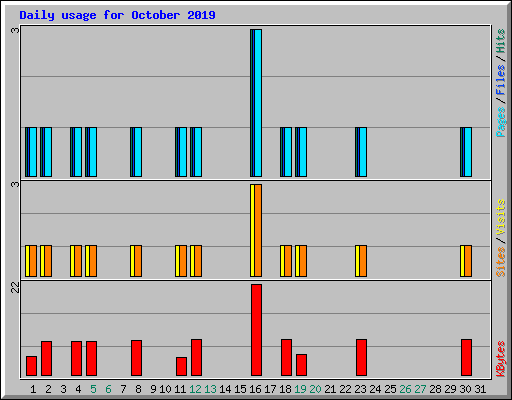 Daily usage for October 2019
3
Pages/Files/Hits
3
Sites/Visits
22
KBytes
1 2 3 4 5 6 7 8 9 10 11 12 13 14 15 16 17 18 19 20 21 22 23 24 25 26 27 28 29 30 31